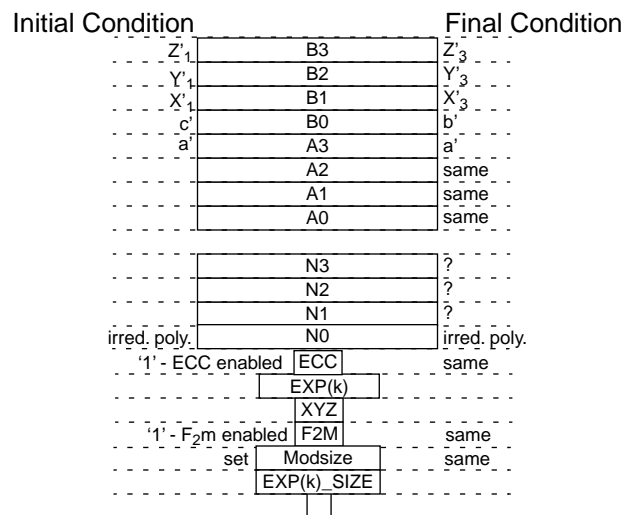 Initial Condition Final Condition
Z'1 B3 Z'3
Y'1 B2 Y'3
X'1 B1 X'3
c' B0 b'
a' A3 a'
A2 same
A1 same
A0 same
N3 ?
N2 ?
N1 ?
irred. poly. N0 irred. poly.
‘1’ - ECC enabled ECC same
EXP(k)
XYZ
‘1’ - F2m enabled F2M same
set Modsize same
EXP(k)_SIZE